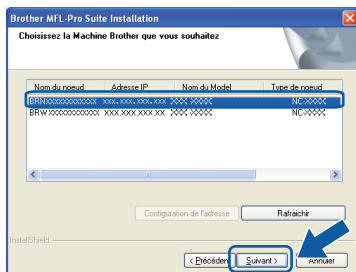 Brother MFL-Pro Suite Installation
Choisissez la Machine Brother que vous souhaitez
Nom du noeud Adresse IP Nom du Model Type de noeud
BRNXXXXXXXXXXXX xxx.xxx.xxx.xxx XXX-XXXX NC-XXXX
BRWXXXXXXXXXXXX XXX.XXX.XXX.XX XXX-XXXX NC-XXXX
Configuration de l'adresse Rafraichir
InstallShield
< Précéden Suivant > Annuler